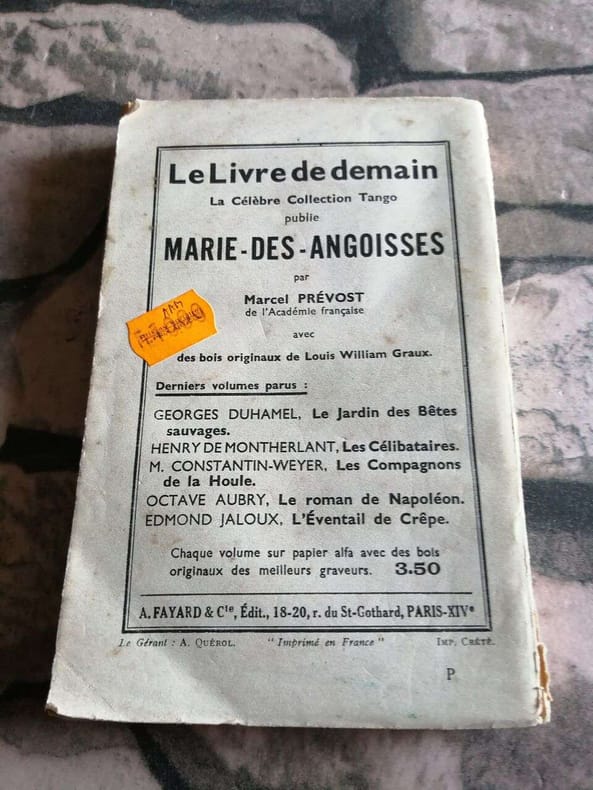 Le Livre de demain
La Célèbre Collection Tango
publie
MARIE-DES-ANGOISSES
par
Marcel PRÉVOST
de l'Académie française
avec
des bois originaux de Louis William Graux.
Derniers volumes parus :
GEORGES DUHAMEL, Le Jardin des Bêtes
sauvages.
HENRY DE MONTHERLANT, Les Célibataires.
M. CONSTANTIN-WEYER, Les Compagnons
de la Houle.
OCTAVE AUBRY, Le roman de Napoléon.
EDMOND JALOUX, L'Éventail de Crêpe.
Chaque volume sur papier alfa avec des bois
originaux des meilleurs graveurs. 3.50
A. FAYARD & Cie, Édit., 18-20, r. du St-Gothard, PARIS-XIVe
Le Gérant : A. QUÉROL. "Imprimé en France" IMP. CRÉTÉ.
P